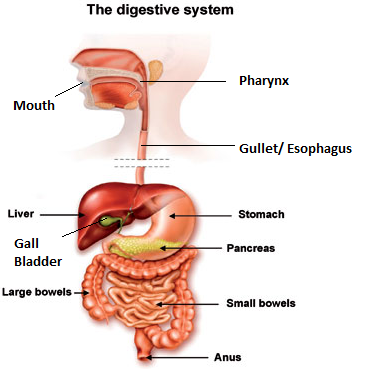 The digestive system
Pharynx
Mouth
Gullet/ Esophagus
Liver
Stomach
Gall
Bladder
Pancreas
Large bowels
Small bowels
Anus